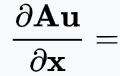 ∂Au/∂x =